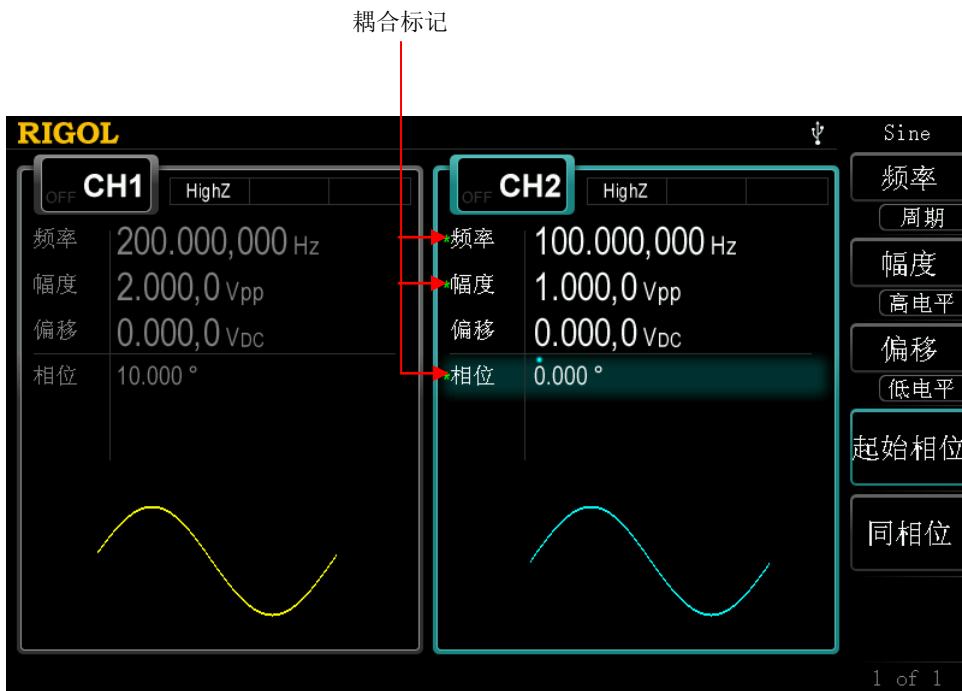 耦合标记
RIGOL
Sine
OFF CH1 HighZ
频率 200.000,000 Hz
幅度 2.000,0 Vpp
偏移 0.000,0 VDC
相位 10.000 °
OFF CH2 HighZ
*频率 100.000,000 Hz
*幅度 1.000,0 Vpp
偏移 0.000,0 VDC
*相位 0.000 °
频率
周期
幅度
高电平
偏移
低电平
起始相位
同相位
1 of 1